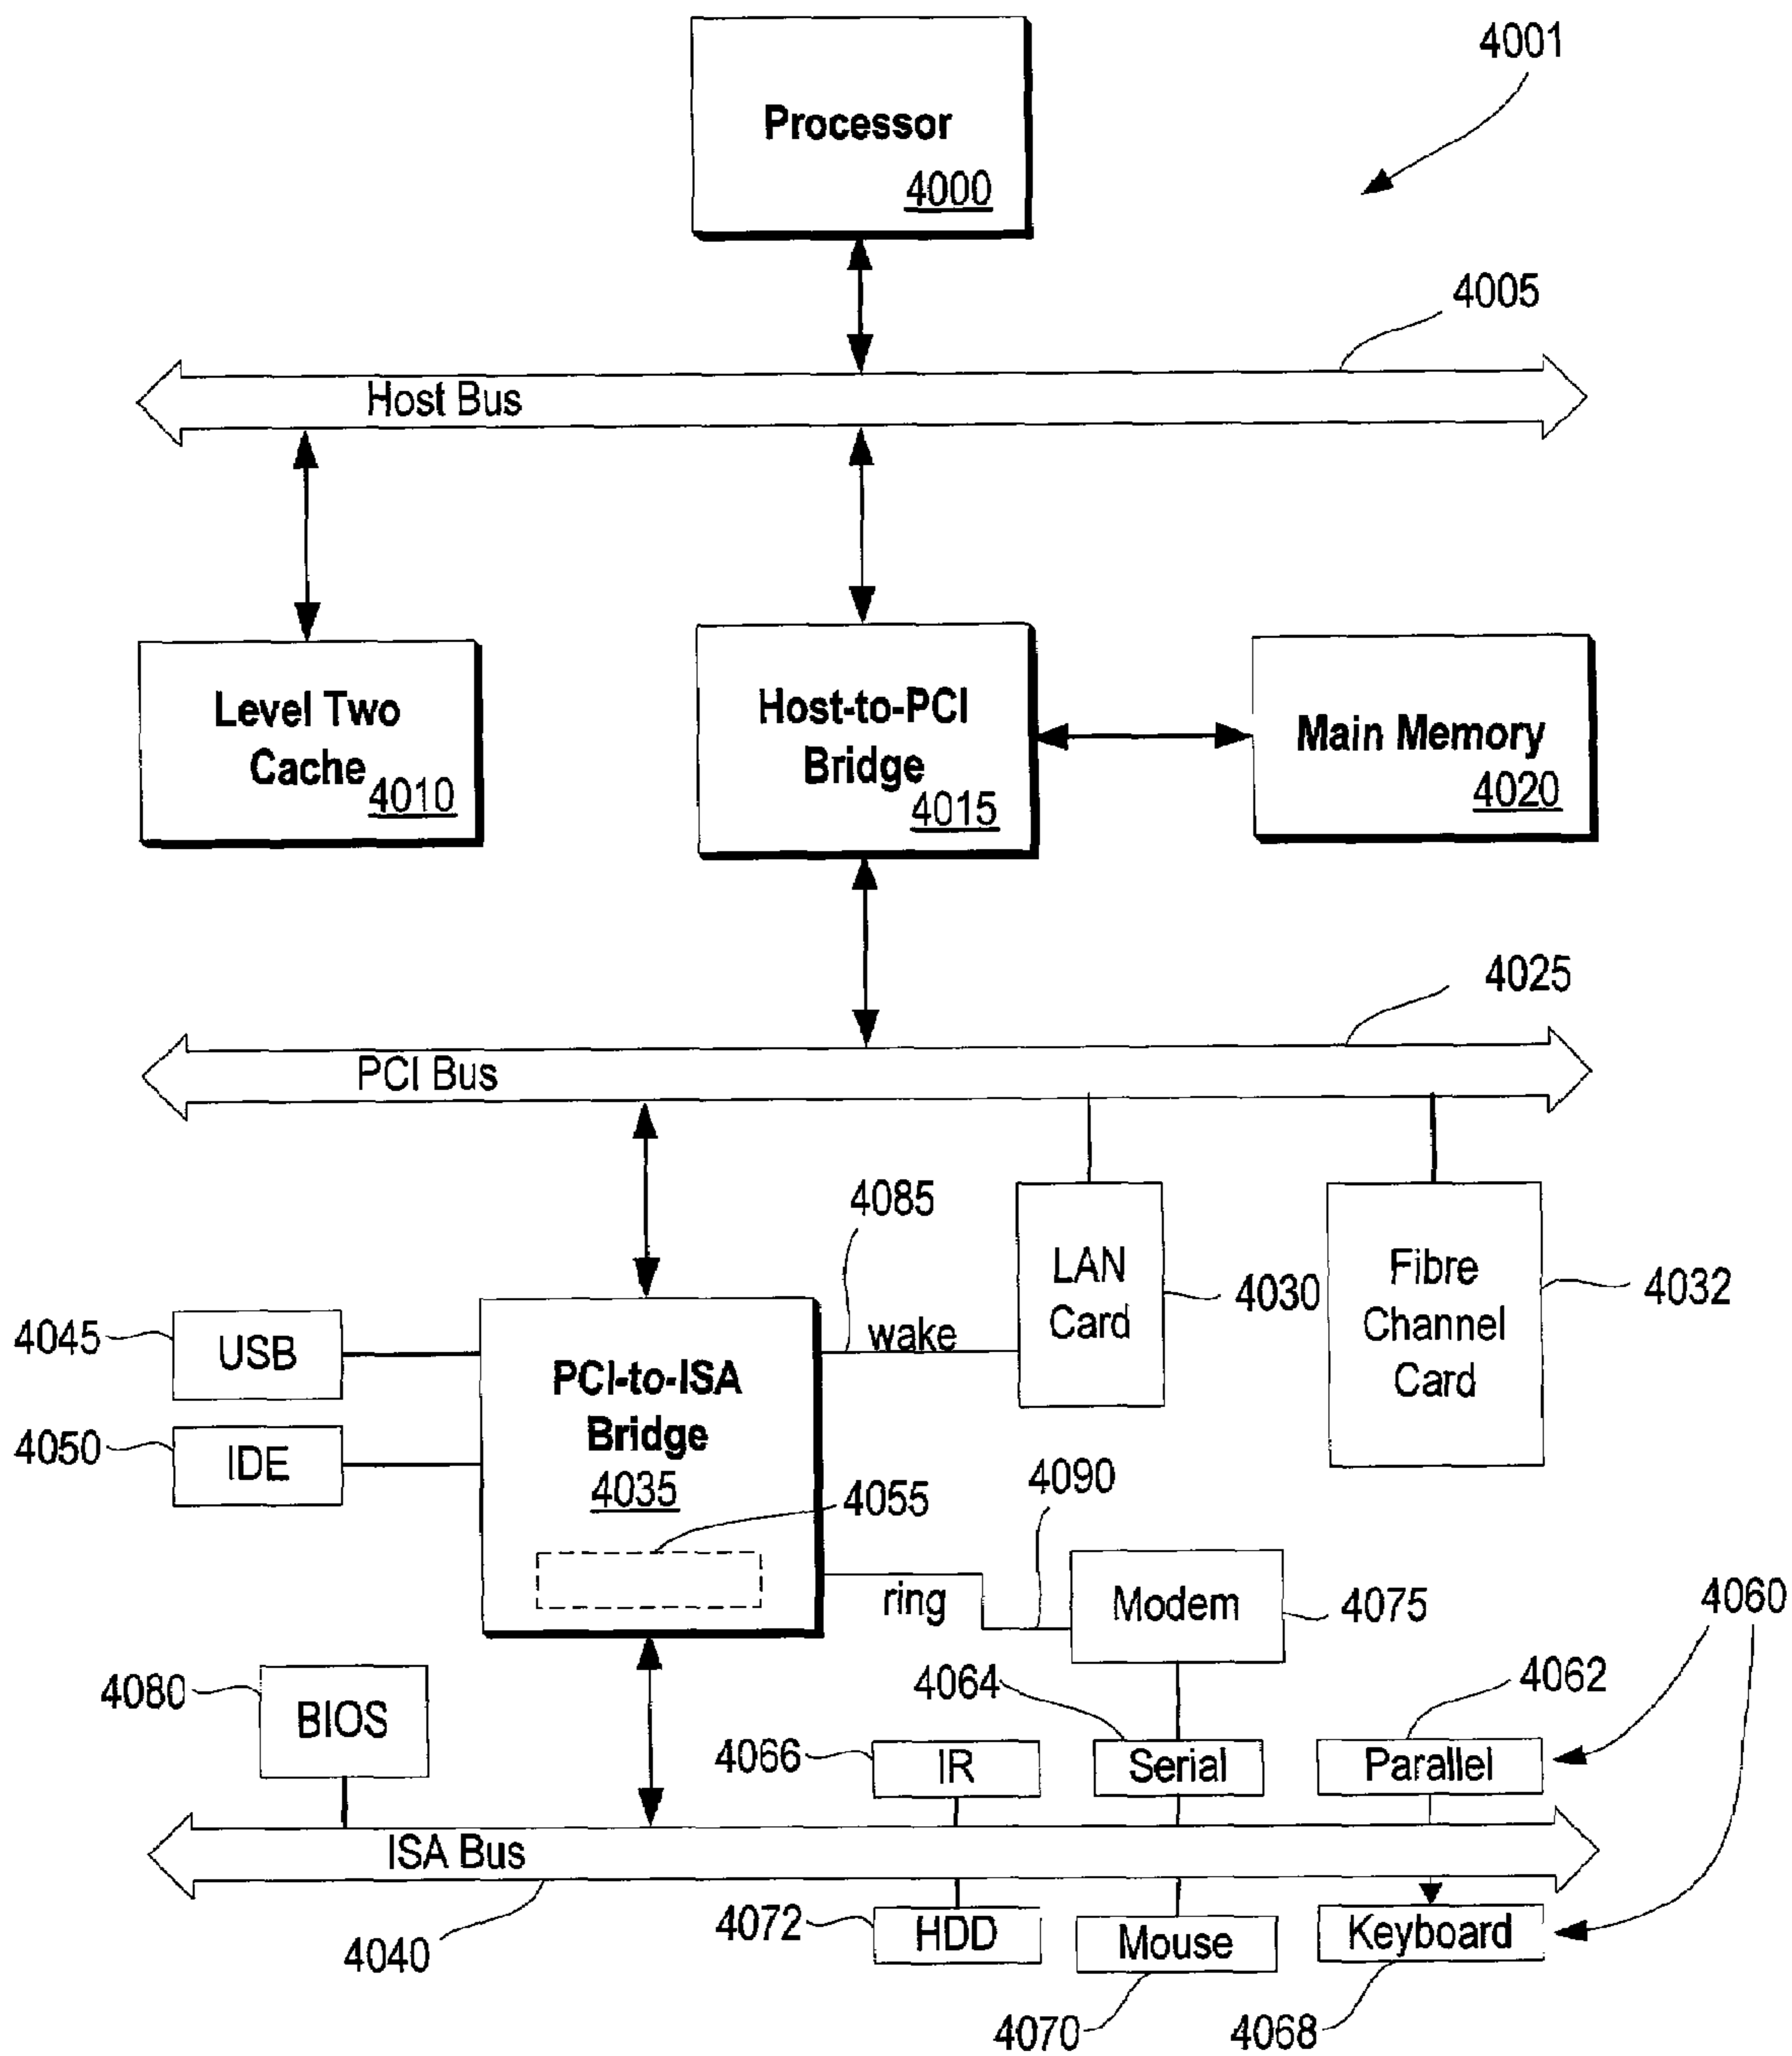 4001
Processor
4000
4005
Host Bus
Level Two
Cache
4010
Host-to-PCI
Bridge
4015
Main Memory
4020
4025
PCI Bus
4085
wake
LAN
Card
4030
Fibre
Channel
Card
4032
4045
USB
4050
IDE
PCI-to-ISA
Bridge
4035
4055
4090
ring
Modem
4075
4060
4080
BIOS
4064
4062
4066
IR
Serial
Parallel
ISA Bus
4040
4072
HDD
Mouse
Keyboard
4070
4068